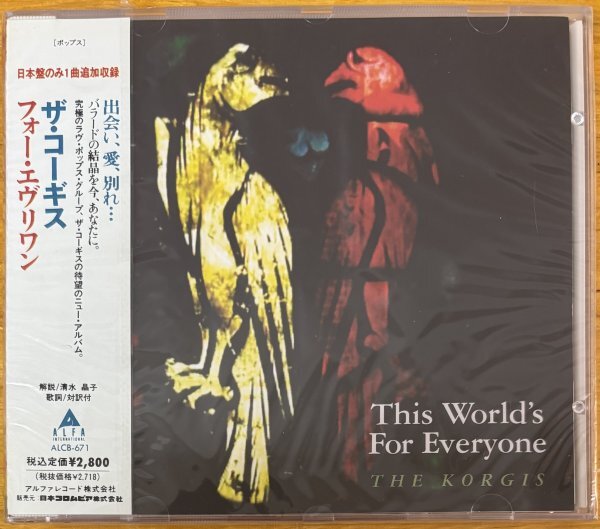 [ポップス]
日本盤のみ1曲追加収録
出会い、愛、別れ…
バラードの結晶を今、あなたに。
究極のラヴ・ポップス・グループ、ザ・コーギスの待望のニュー・アルバム。
ザ・コーギス
フォー・エヴリワン
解説/清水 晶子
歌詞/対訳付
ALFA
INTERNATIONAL
ALCB-671
税込定価¥2,800
(税抜価格¥2,718)
アルファレコード株式会社
販売元 日本コロムビア株式会社
This World's
For Everyone
THE KORGIS